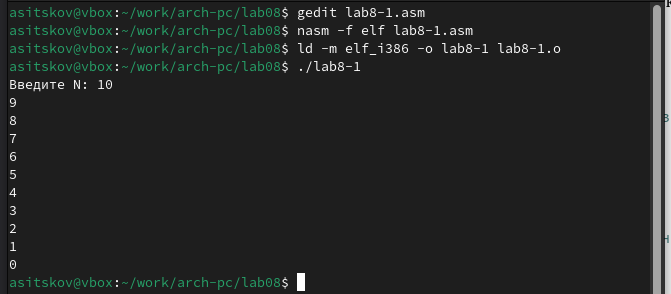 asitskov@vbox:~/work/arch-pc/lab08$ gedit lab8-1.asm
asitskov@vbox:~/work/arch-pc/lab08$ nasm -f elf lab8-1.asm
asitskov@vbox:~/work/arch-pc/lab08$ ld -m elf_i386 -o lab8-1 lab8-1.o
asitskov@vbox:~/work/arch-pc/lab08$ ./lab8-1
Введите N: 10
9
8
7
6
5
4
3
2
1
0
asitskov@vbox:~/work/arch-pc/lab08$